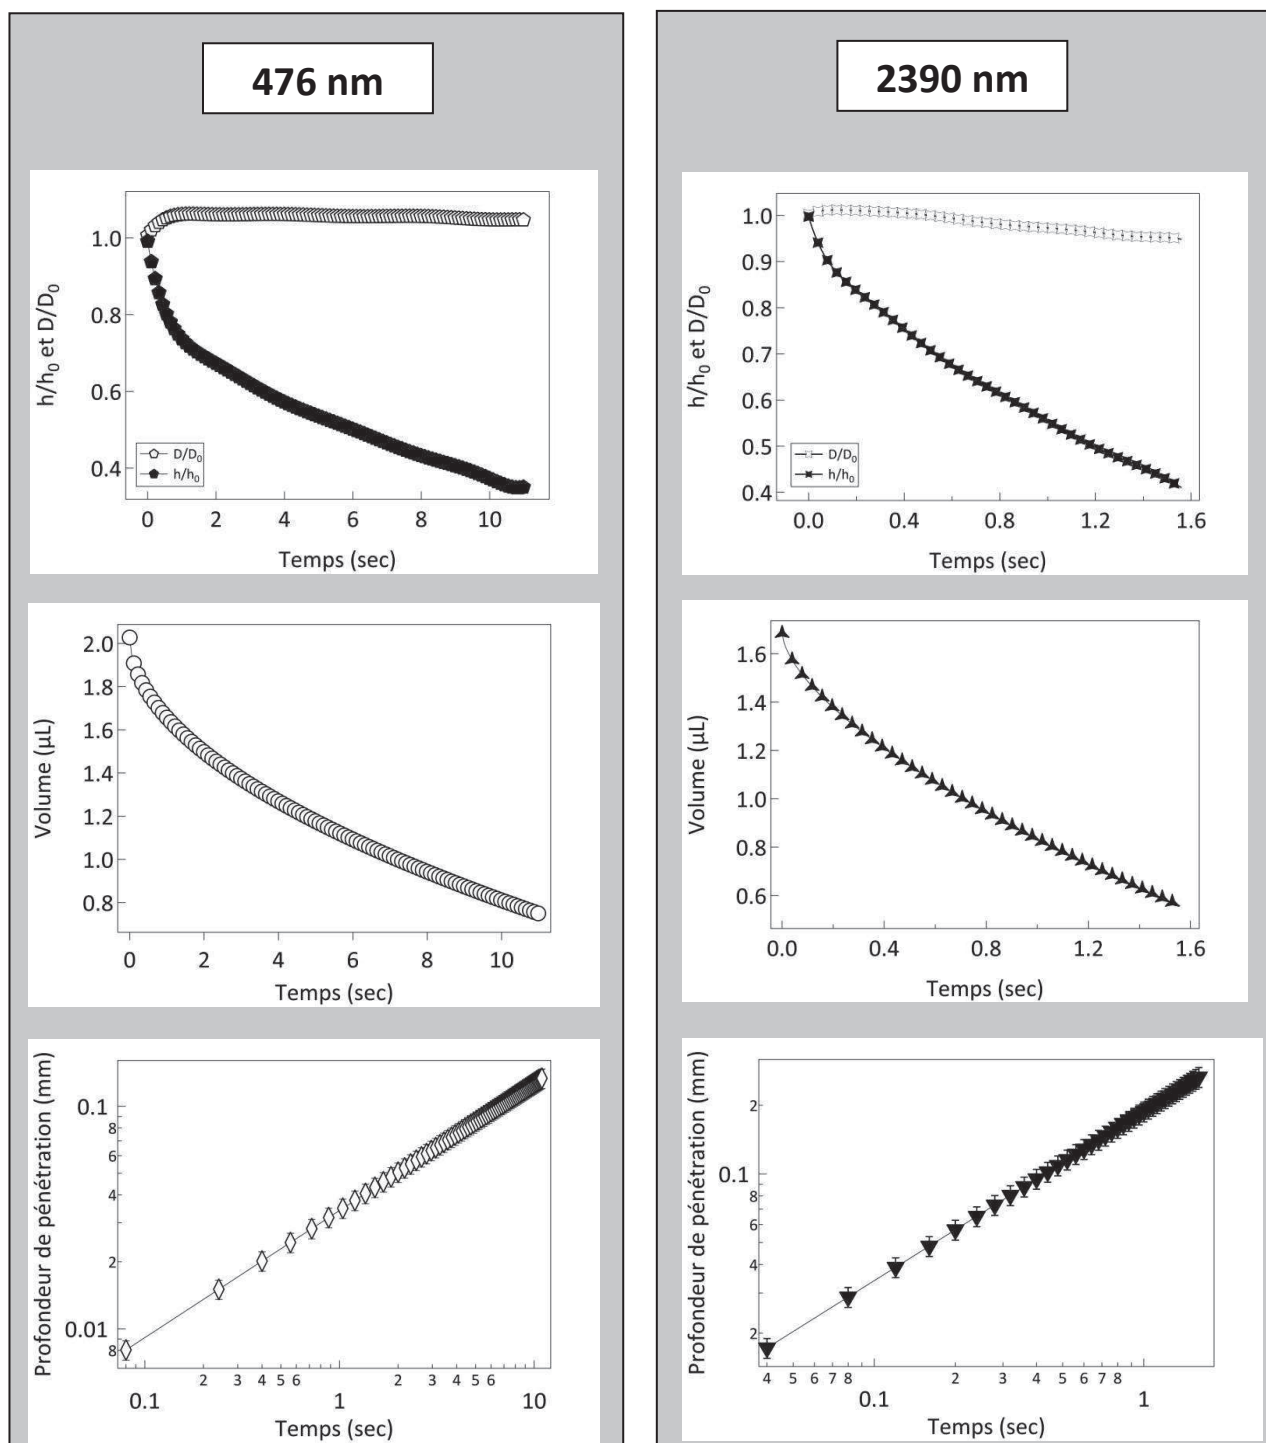 476 nm
h/h0 et D/D0
1.0
0.8
0.6
0.4
D/D0
h/h0
0 2 4 6 8 10
Temps (sec)
Volume (µL)
2.0
1.8
1.6
1.4
1.2
1.0
0.8
0 2 4 6 8 10
Temps (sec)
Profondeur de pénétration (mm)
0.1
8
6
4
2
0.01
8
0.1 2 3 4 5 6 1 2 3 4 5 6 10
Temps (sec)
2390 nm
h/h0 et D/D0
1.0
0.9
0.8
0.7
0.6
0.5
0.4
D/D0
h/h0
0.0 0.4 0.8 1.2 1.6
Temps (sec)
Volume (µL)
1.6
1.4
1.2
1.0
0.8
0.6
0.0 0.4 0.8 1.2 1.6
Temps (sec)
Profondeur de pénétration (mm)
2
0.1
8
6
4
2
4 5 6 7 8 0.1 2 3 4 5 6 7 8 1
Temps (sec)